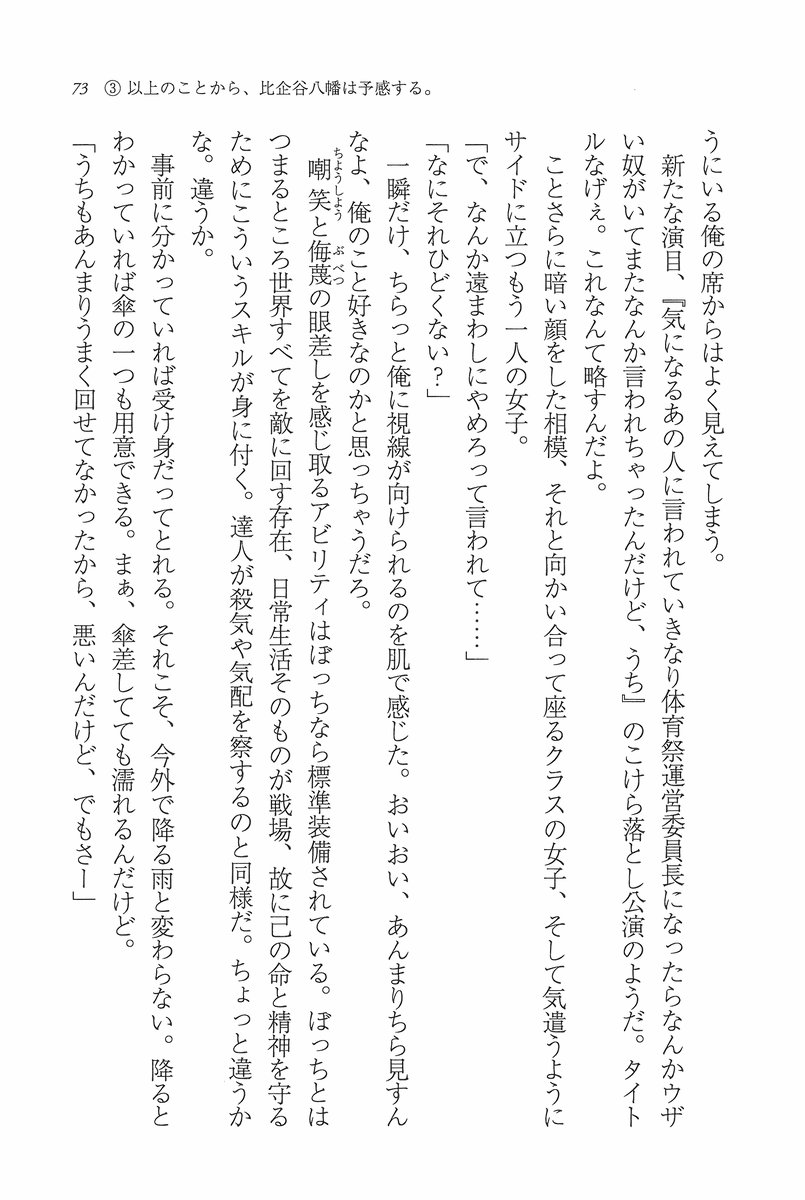 73 ③ 以上のことから、比企谷八幡は予感する。
うにいる俺の席からはよく見えてしまう。
　新たな演目、『気になるあの人に言われていきなり体育祭運営委員長になったらなんかウザ
い奴がいてまたなんか言われちゃったんだけど、うち』のこけら落とし公演のようだ。タイト
ルなげぇ。これなんて略すんだよ。
　ことさらに暗い顔をした相模、それと向かい合って座るクラスの女子、そして気遣うように
サイドに立つもう一人の女子。
「で、なんか遠まわしにやめろって言われて……」
「なにそれひどくない？」
　一瞬だけ、ちらっと俺に視線が向けられるのを肌で感じた。おいおい、あんまりちら見すん
なよ、俺のこと好きなのかと思っちゃうだろ。
ちようしよう　ぶべつ
　嘲笑と侮蔑の眼差しを感じ取るアビリティはぼっちなら標準装備されている。ぼっちとは
つまるところ世界すべてを敵に回す存在、日常生活そのものが戦場、故に己の命と精神を守る
ためにこういうスキルが身に付く。達人が殺気や気配を察するのと同様だ。ちょっと違うか
な。違うか。
　事前に分かっていれば受け身だってとれる。それこそ、今外で降る雨と変わらない。降ると
わかっていれば傘の一つも用意できる。まぁ、傘差してても濡れるんだけど。
「うちもあんまりうまく回せてなかったから、悪いんだけど、でもさー」